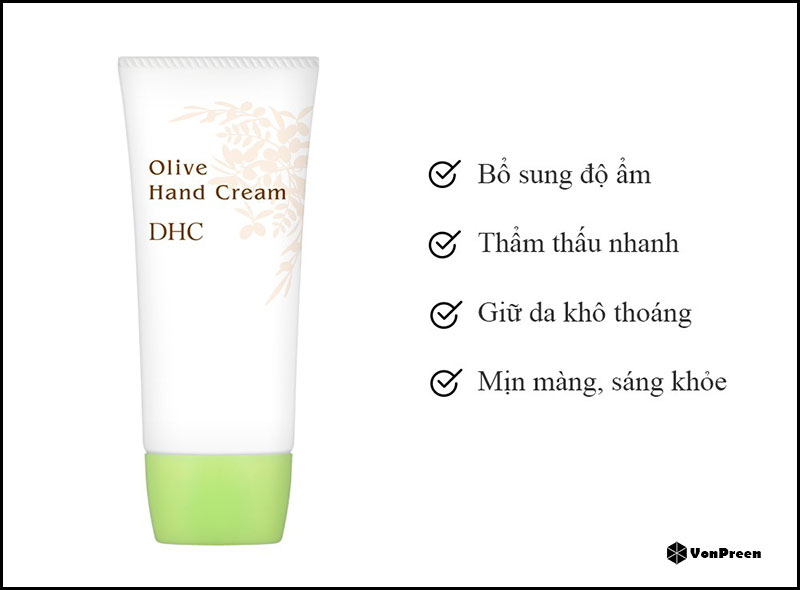 Olive
Hand Cream
DHC
Bổ sung độ ẩm
Thẩm thấu nhanh
Giữ da khô thoáng
Mịn màng, sáng khỏe
VonPreen